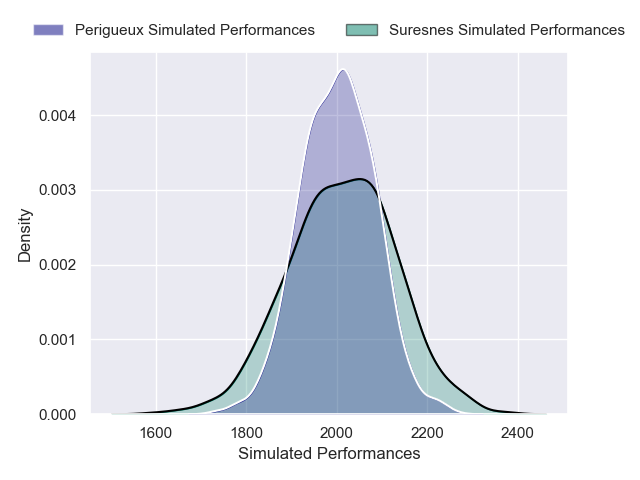 Perigueux Simulated Performances
Suresnes Simulated Performances
0.004
0.003
0.002
0.001
0.000
Density
1600 1800 2000 2200 2400
Simulated Performances